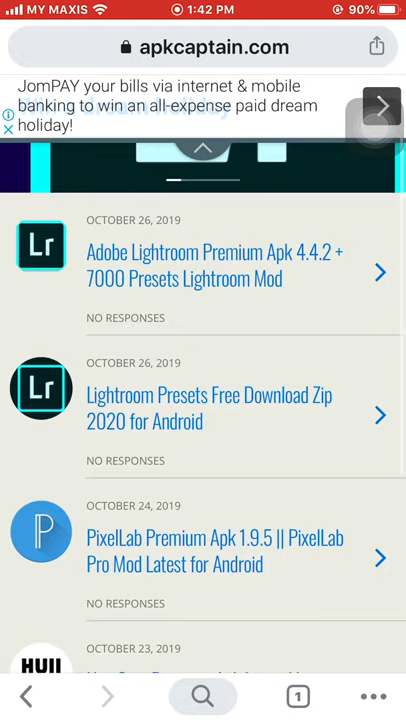 MY MAXIS 1:42 PM 90%
apkcaptain.com
JomPAY your bills via internet & mobile
banking to win an all-expense paid dream
holiday!
OCTOBER 26, 2019
Lr
Adobe Lightroom Premium Apk 4.4.2 +
7000 Presets Lightroom Mod
NO RESPONSES
OCTOBER 26, 2019
Lr
Lightroom Presets Free Download Zip
2020 for Android
NO RESPONSES
OCTOBER 24, 2019
P
PixelLab Premium Apk 1.9.5 || PixelLab
Pro Mod Latest for Android
NO RESPONSES
OCTOBER 23, 2019
HUJI
1